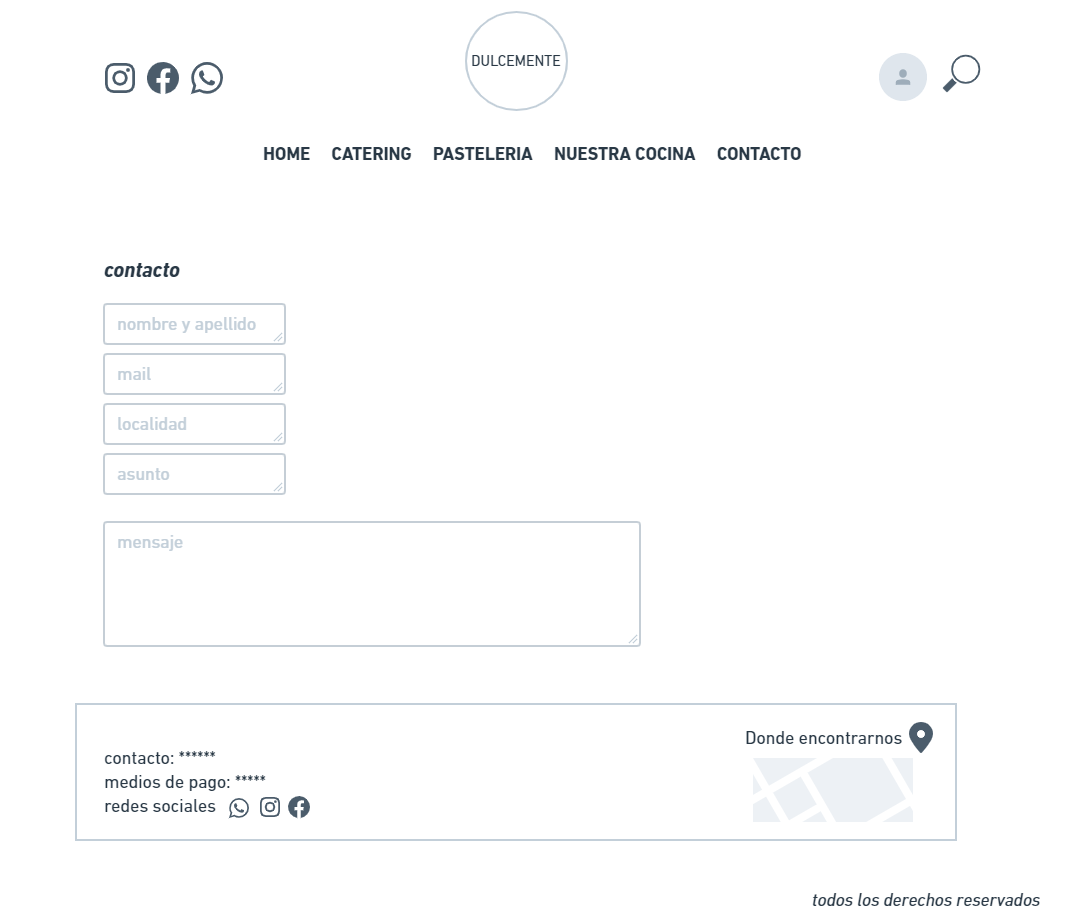 DULCEMENTE
HOME CATERING PASTELERIA NUESTRA COCINA CONTACTO
contacto
nombre y apellido
mail
localidad
asunto
mensaje
Donde encontrarnos
contacto: ******
medios de pago: *****
redes sociales
todos los derechos reservados